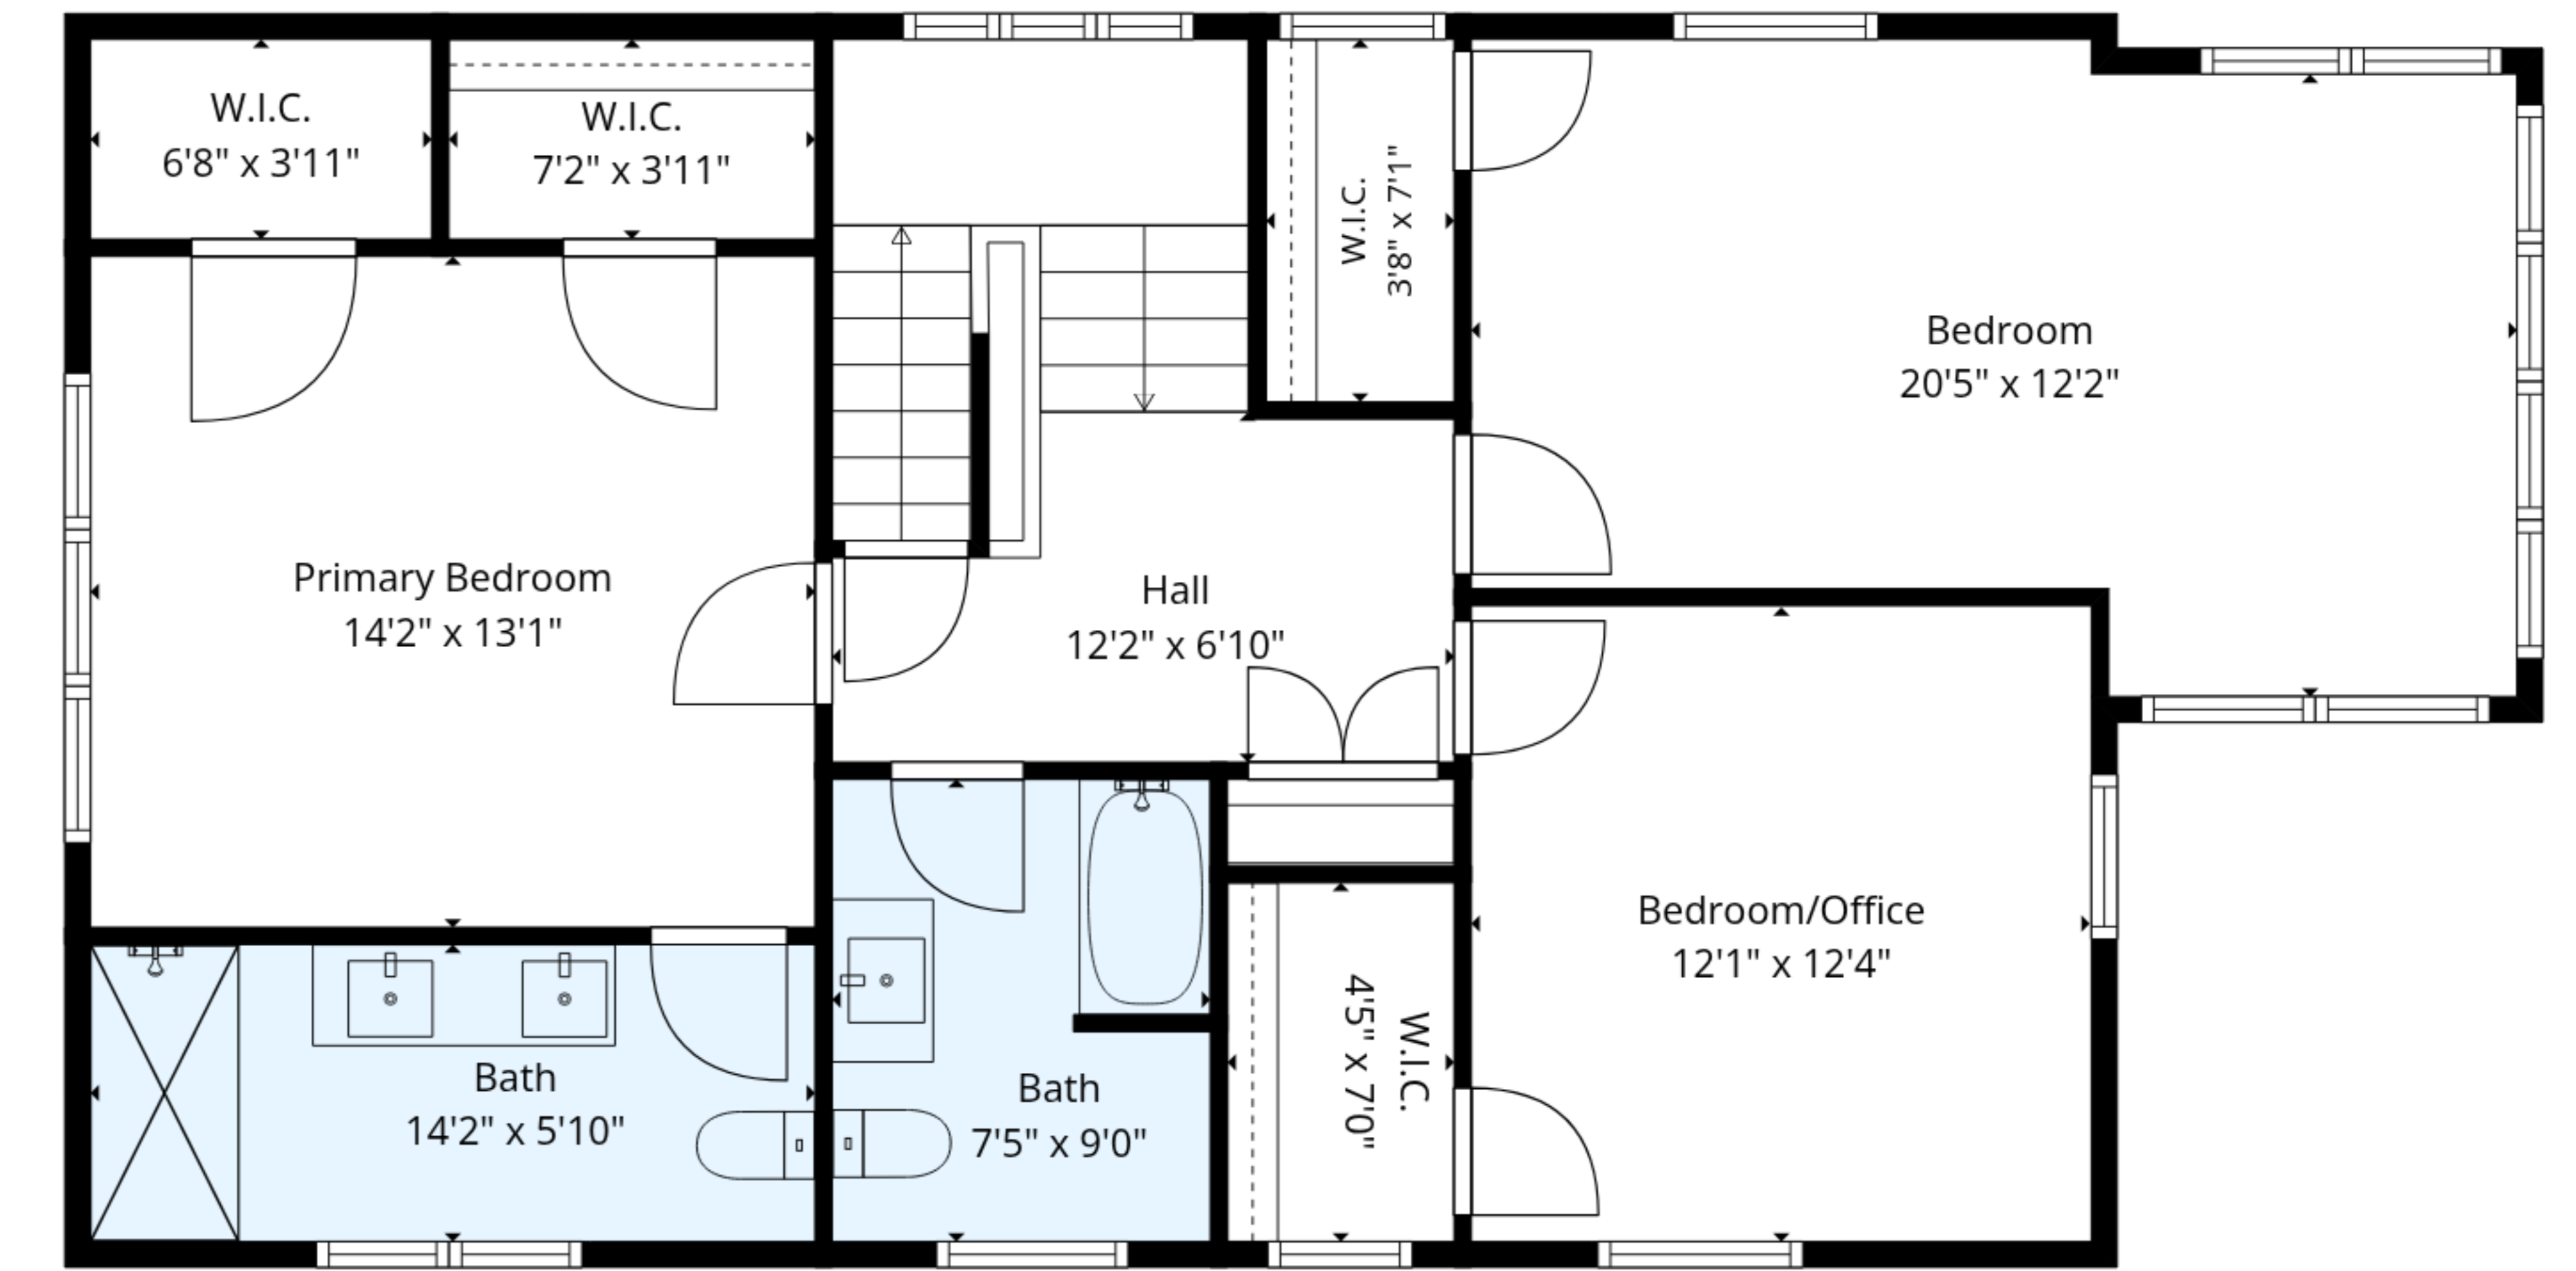 W.I.C.
6'8" x 3'11"
W.I.C.
7'2" x 3'11"
W.I.C.
3'8" x 7'1"
Bedroom
20'5" x 12'2"
Primary Bedroom
14'2" x 13'1"
Hall
12'2" x 6'10"
Bedroom/Office
12'1" x 12'4"
Bath
14'2" x 5'10"
Bath
7'5" x 9'0"
W.I.C.
4'5" x 7'0"